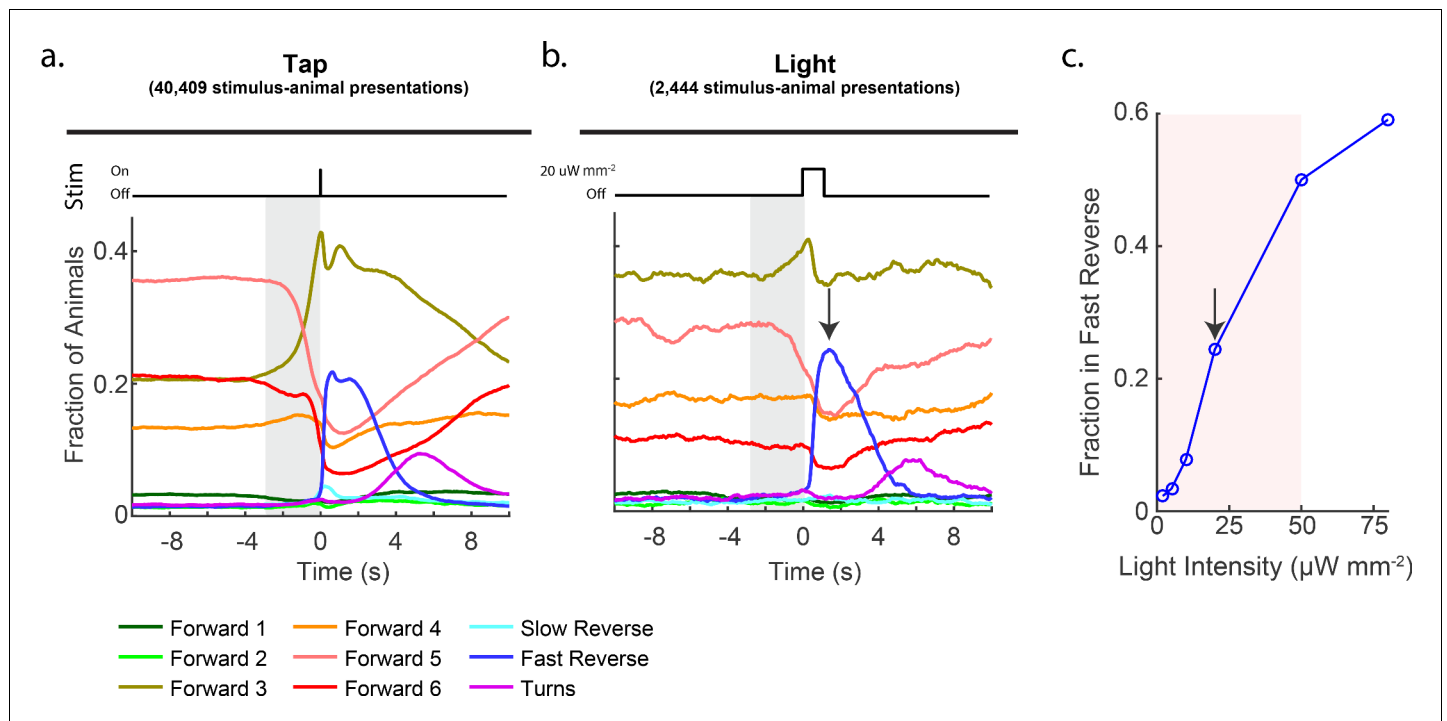 a.
Tap
(40,409 stimulus-animal presentations)
Stim
On
Off
Fraction of Animals
0.4
0.2
0
-8 -4 0 4 8
Time (s)
b.
Light
(2,444 stimulus-animal presentations)
20 uW mm-2
Off
-8 -4 0 4 8
Time (s)
c.
Fraction in Fast Reverse
0.6
0.4
0.2
0
0 25 50 75
Light Intensity (μW mm-2)
Forward 1 Forward 4 Slow Reverse
Forward 2 Forward 5 Fast Reverse
Forward 3 Forward 6 Turns